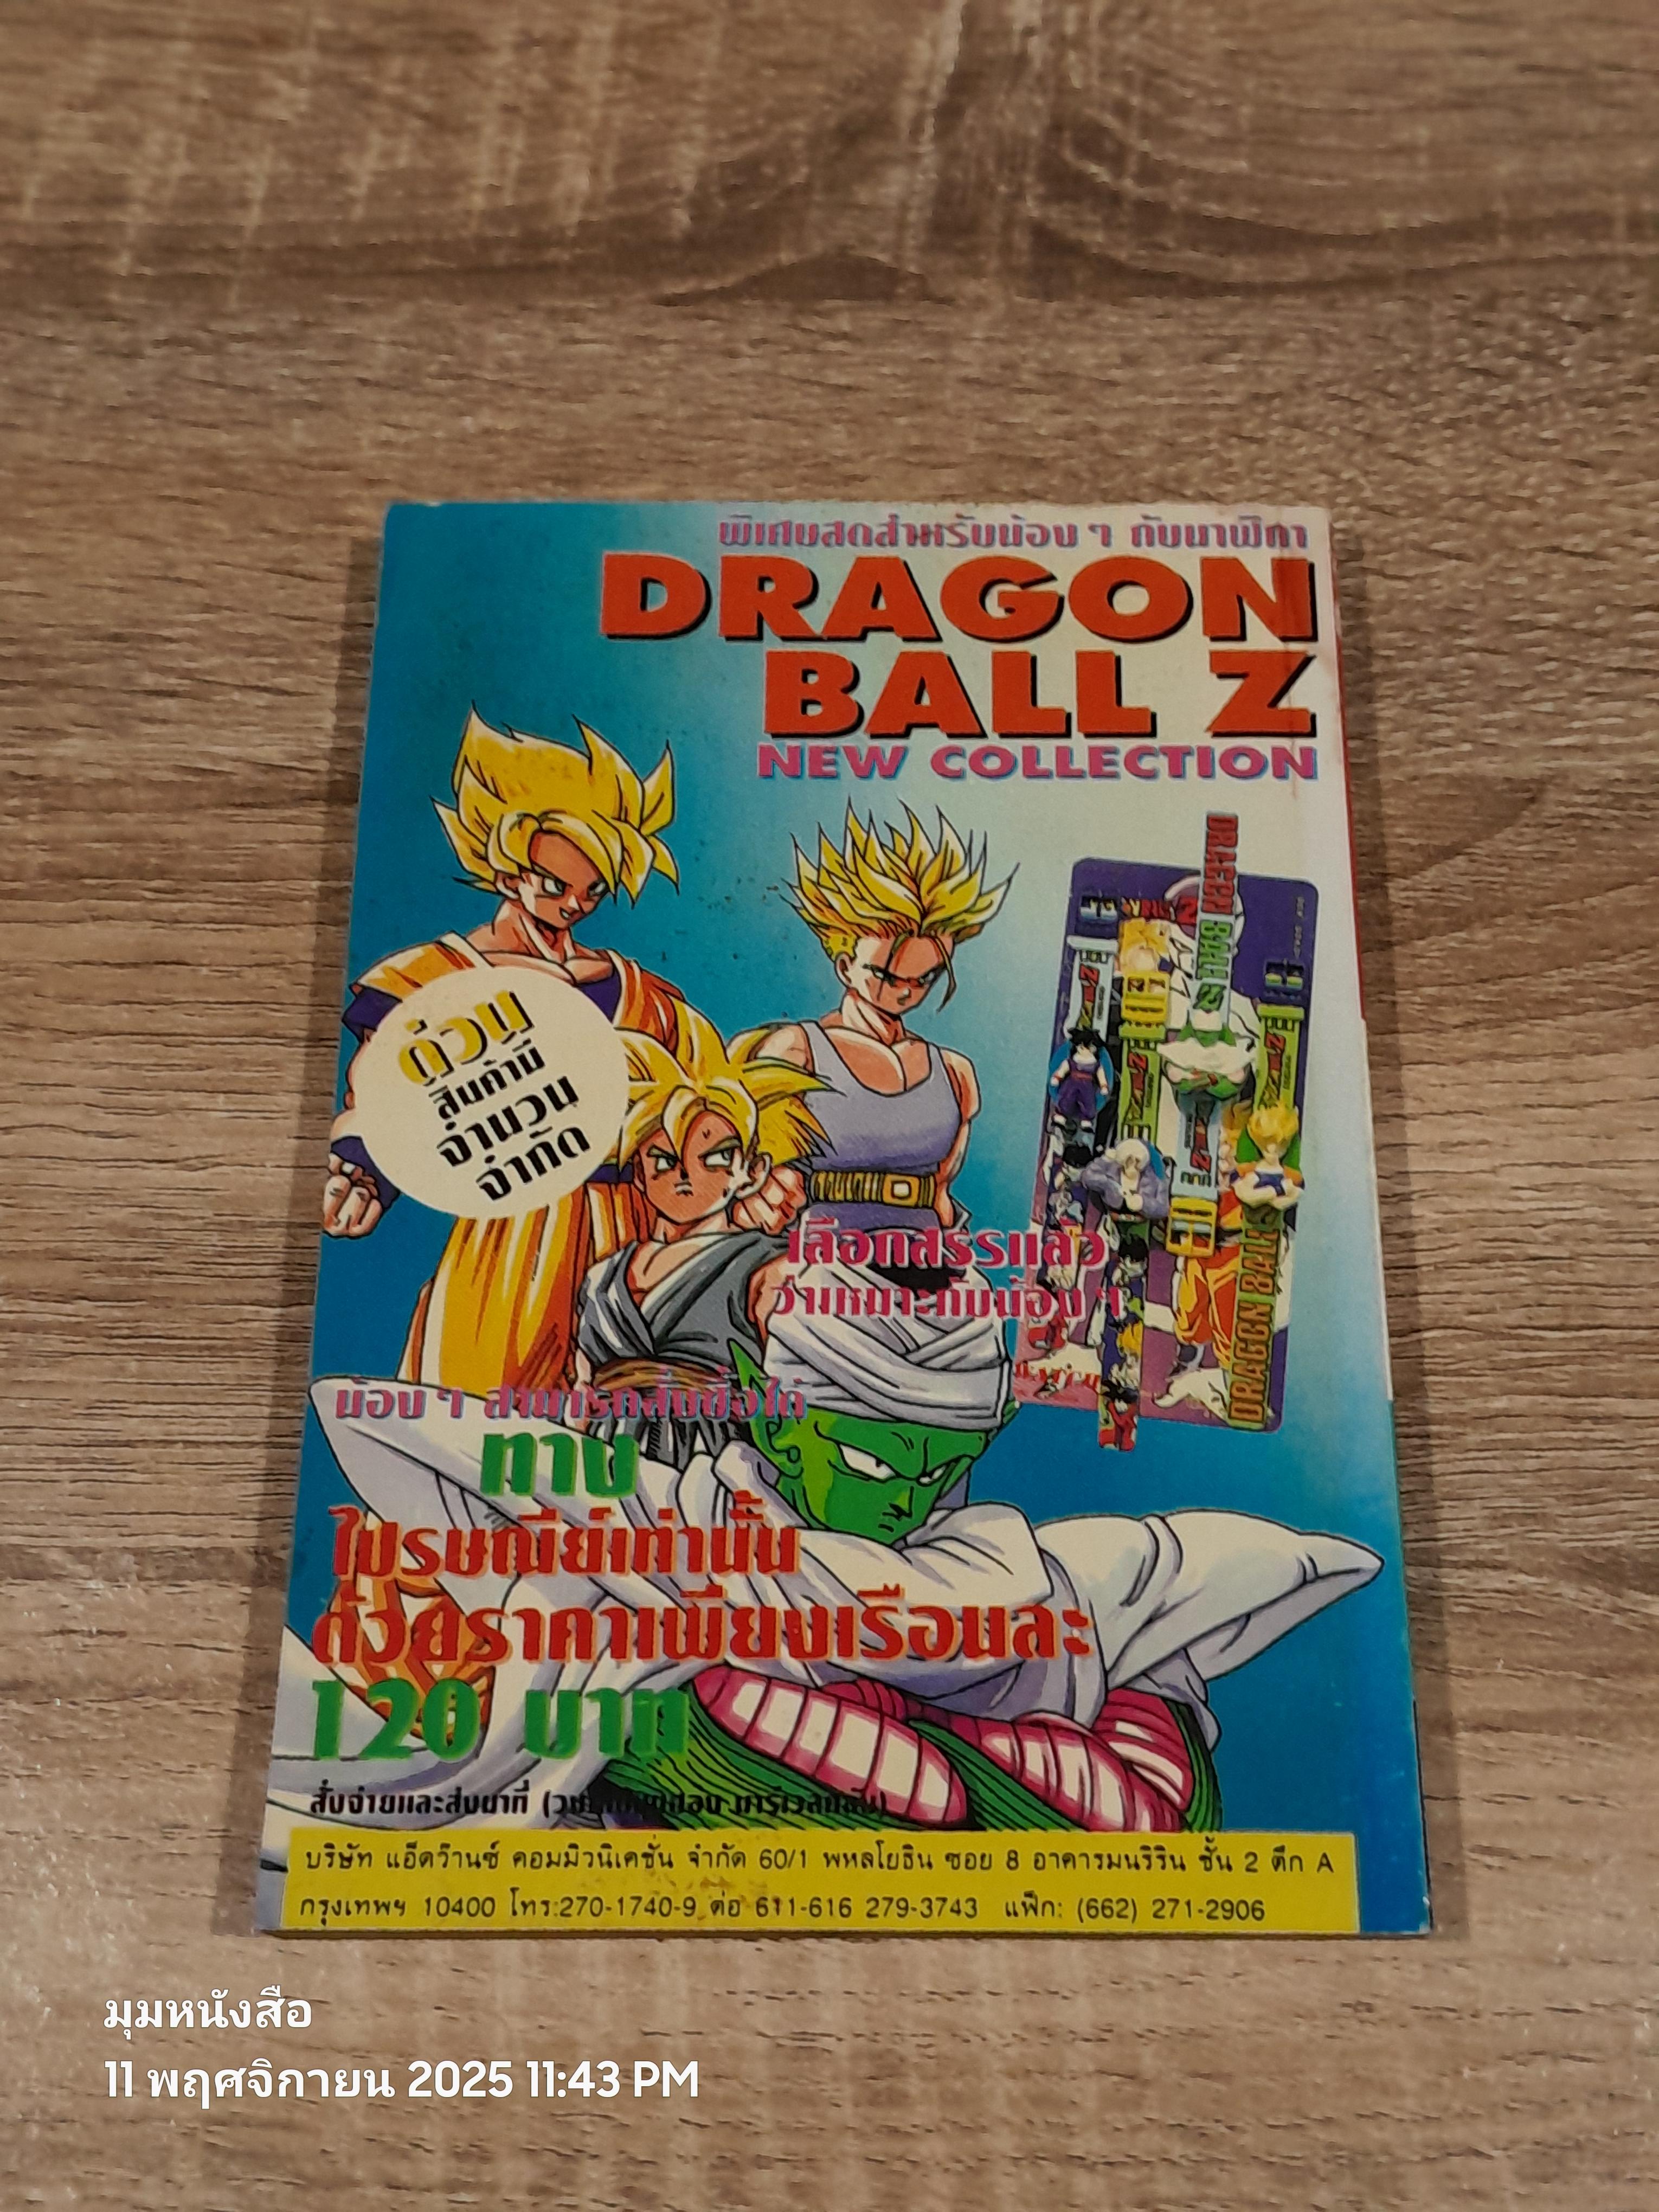 พิเศษสุดสำหรับน้อง ๆ กับนาฬิกา
DRAGON
BALL Z
NEW COLLECTION
ด่วน
สินค้ามี
จำนวน
จำกัด
DRAGON BALL Z
เลือกสรรแล้ว
ว่าเหมาะกับน้อง ๆ
น้อง ๆ สามารถสั่งซื้อได้
ทาง
ไปรษณีย์เท่านั้น
ด้วยราคาเพียงเรือนละ
120 บาท
สั่งจ่ายและส่งมาที่
บริษัท แอ็ดว๊านซ์ คอมมิวนิเคชั่น จำกัด 60/1 พหลโยธิน ซอย 8 อาคารมนริริน ชั้น 2 ตึก A
กรุงเทพฯ 10400 โทร:270-1740-9 ต่อ 611-616 279-3743 แฟ็ก: (662) 271-2906
มุมหนังสือ
11 พฤศจิกายน 2025 11:43 PM